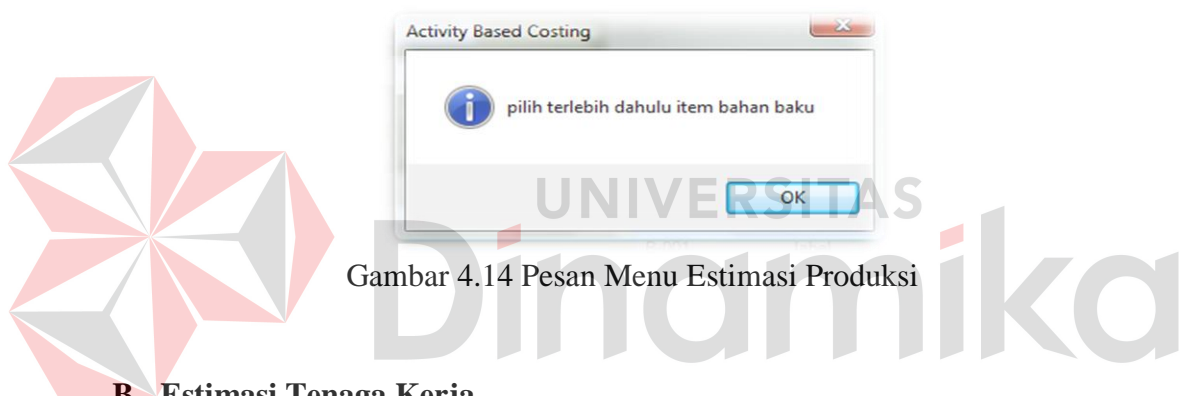 Activity Based Costing
pilih terlebih dahulu item bahan baku
OK
UNIVERSITAS
Dinamika
Gambar 4.14 Pesan Menu Estimasi Produksi
B. Estimasi Tenaga Kerja